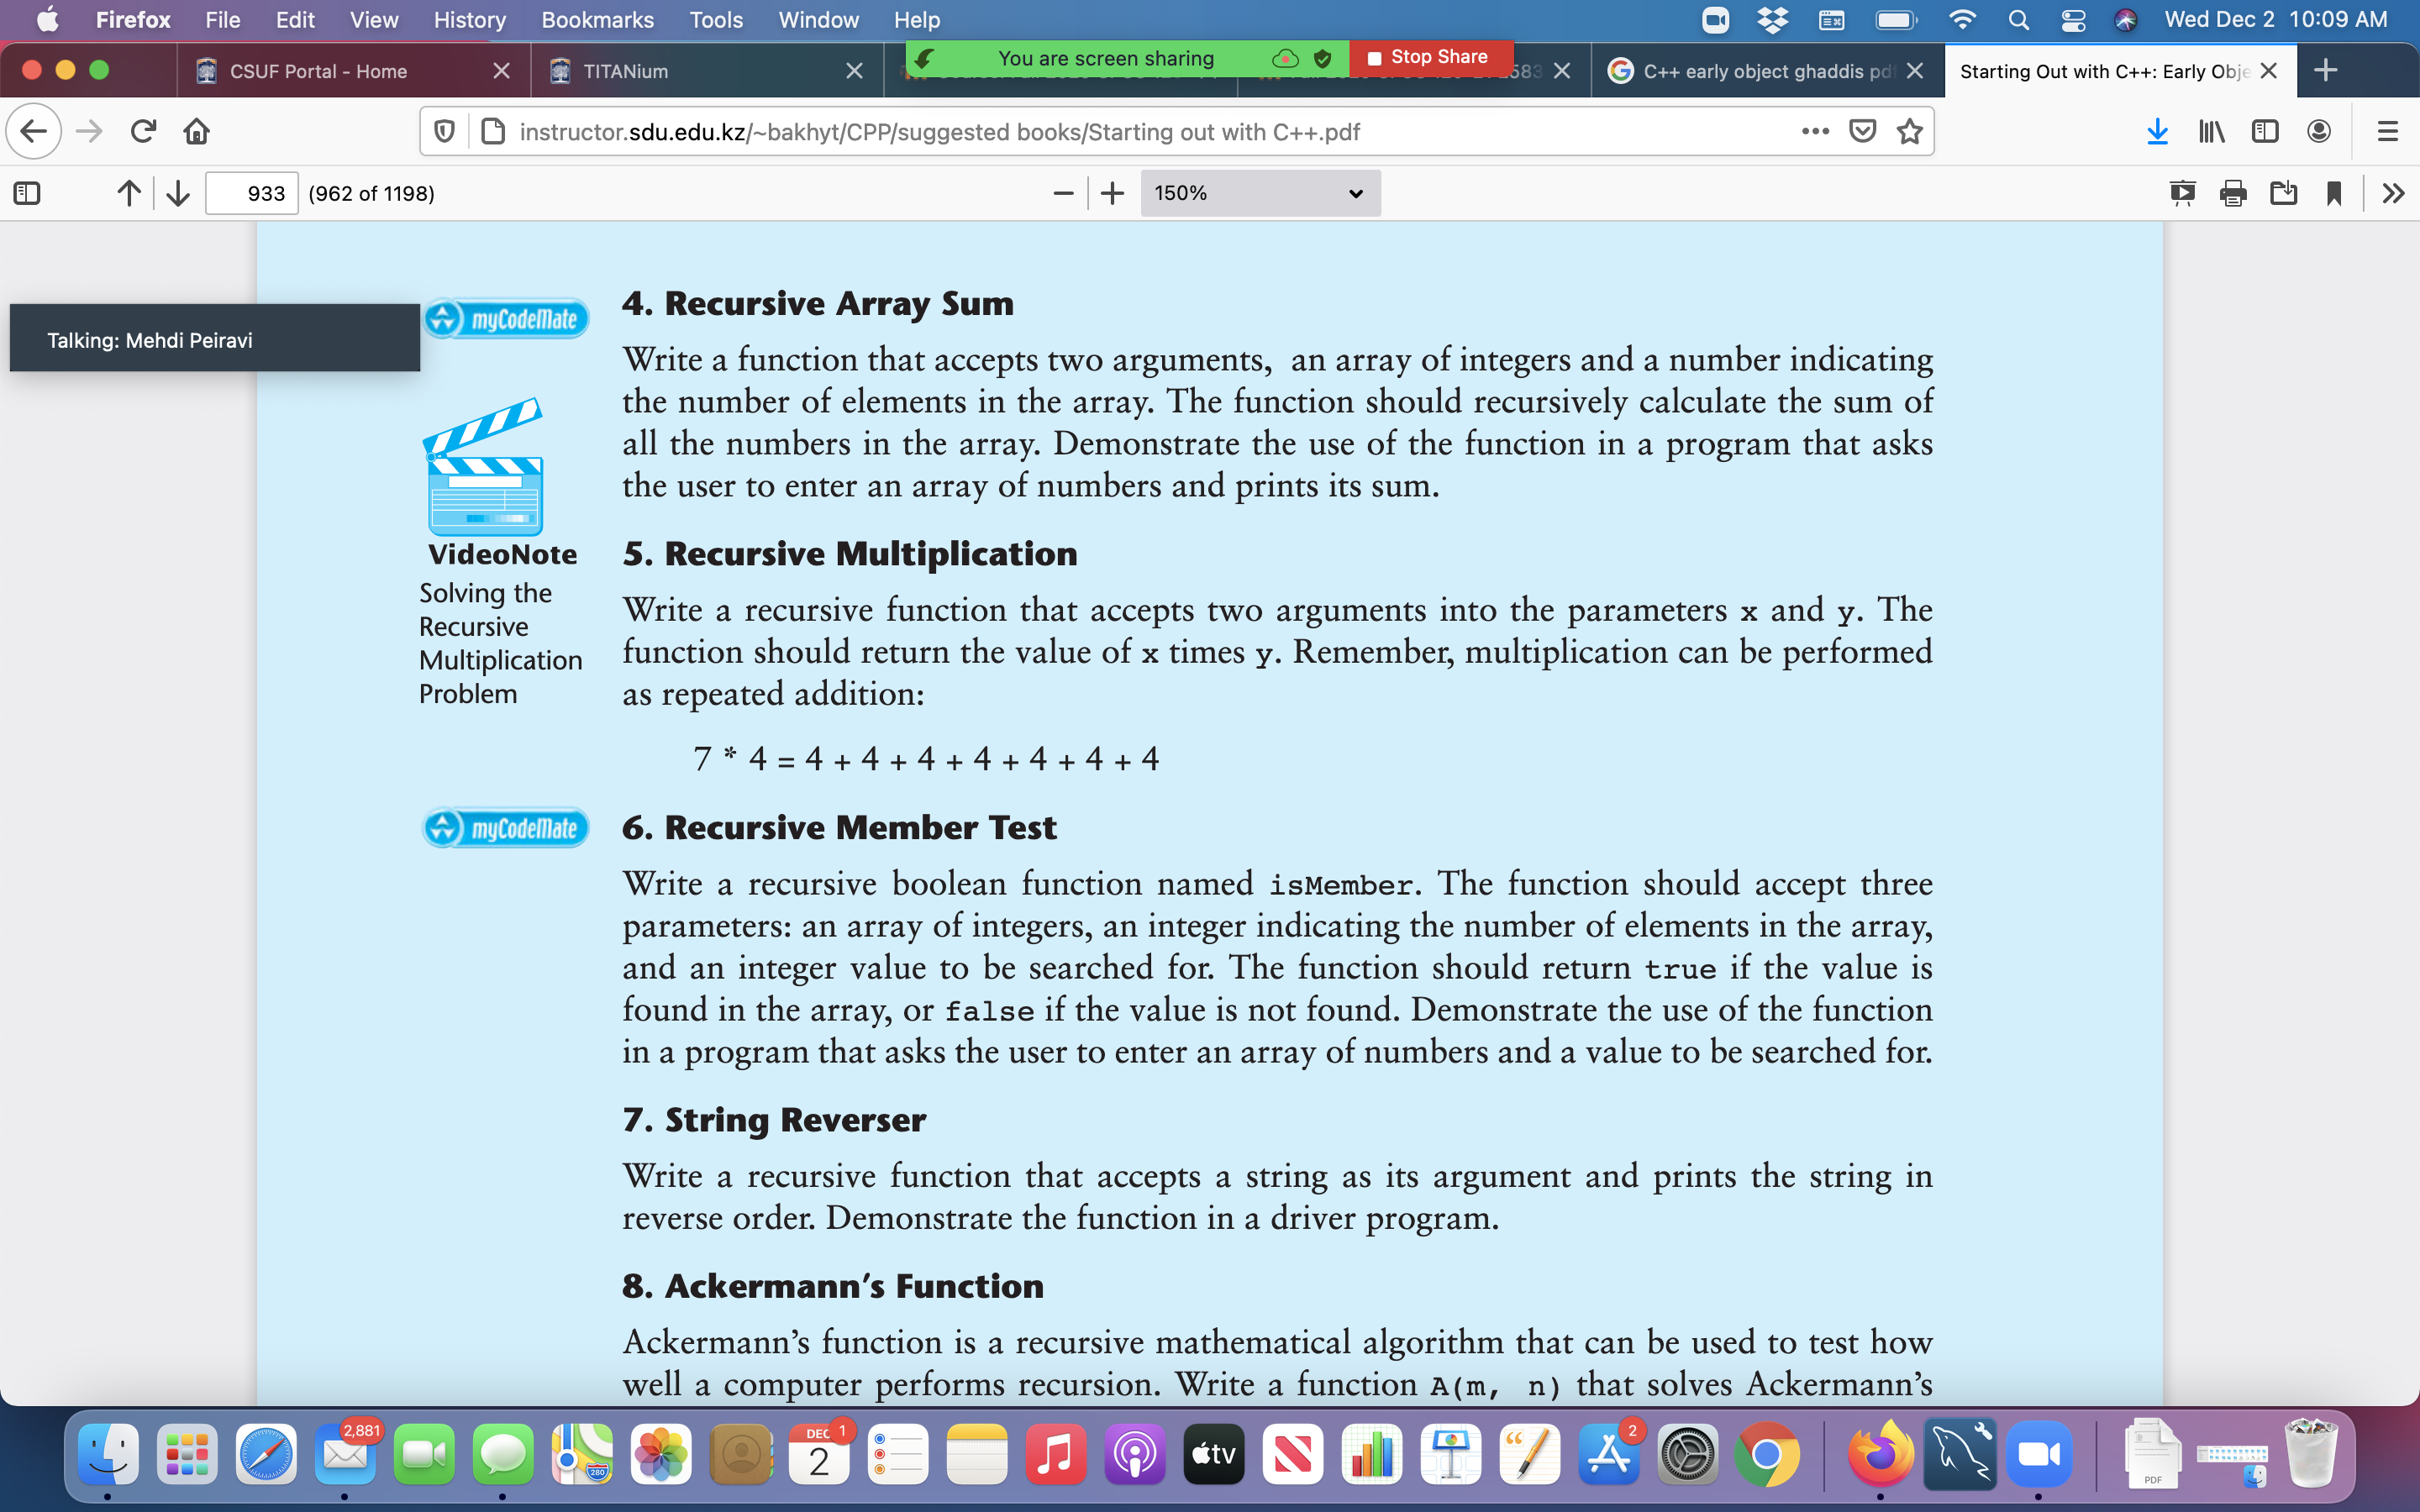 Firefox File Edit View History Bookmarks Tools Window Help Wed Dec 2 10:09 AM
You are screen sharing Stop Share
CSUF Portal - Home TITANium C++ early object ghaddis pdf Starting Out with C++: Early Obje
instructor.sdu.edu.kz/~bakhyt/CPP/suggested books/Starting out with C++.pdf
933 (962 of 1198) 150%
Talking: Mehdi Peiravi
myCodeMate
4. Recursive Array Sum
Write a function that accepts two arguments, an array of integers and a number indicating
the number of elements in the array. The function should recursively calculate the sum of
all the numbers in the array. Demonstrate the use of the function in a program that asks
the user to enter an array of numbers and prints its sum.
VideoNote
Solving the
Recursive
Multiplication
Problem
5. Recursive Multiplication
Write a recursive function that accepts two arguments into the parameters x and y. The
function should return the value of x times y. Remember, multiplication can be performed
as repeated addition:
7 * 4 = 4 + 4 + 4 + 4 + 4 + 4 + 4
myCodeMate
6. Recursive Member Test
Write a recursive boolean function named isMember. The function should accept three
parameters: an array of integers, an integer indicating the number of elements in the array,
and an integer value to be searched for. The function should return true if the value is
found in the array, or false if the value is not found. Demonstrate the use of the function
in a program that asks the user to enter an array of numbers and a value to be searched for.
7. String Reverser
Write a recursive function that accepts a string as its argument and prints the string in
reverse order. Demonstrate the function in a driver program.
8. Ackermann's Function
Ackermann's function is a recursive mathematical algorithm that can be used to test how
well a computer performs recursion. Write a function A(m, n) that solves Ackermann's
2,881
DEC 1
2
280
tv
2
PDF